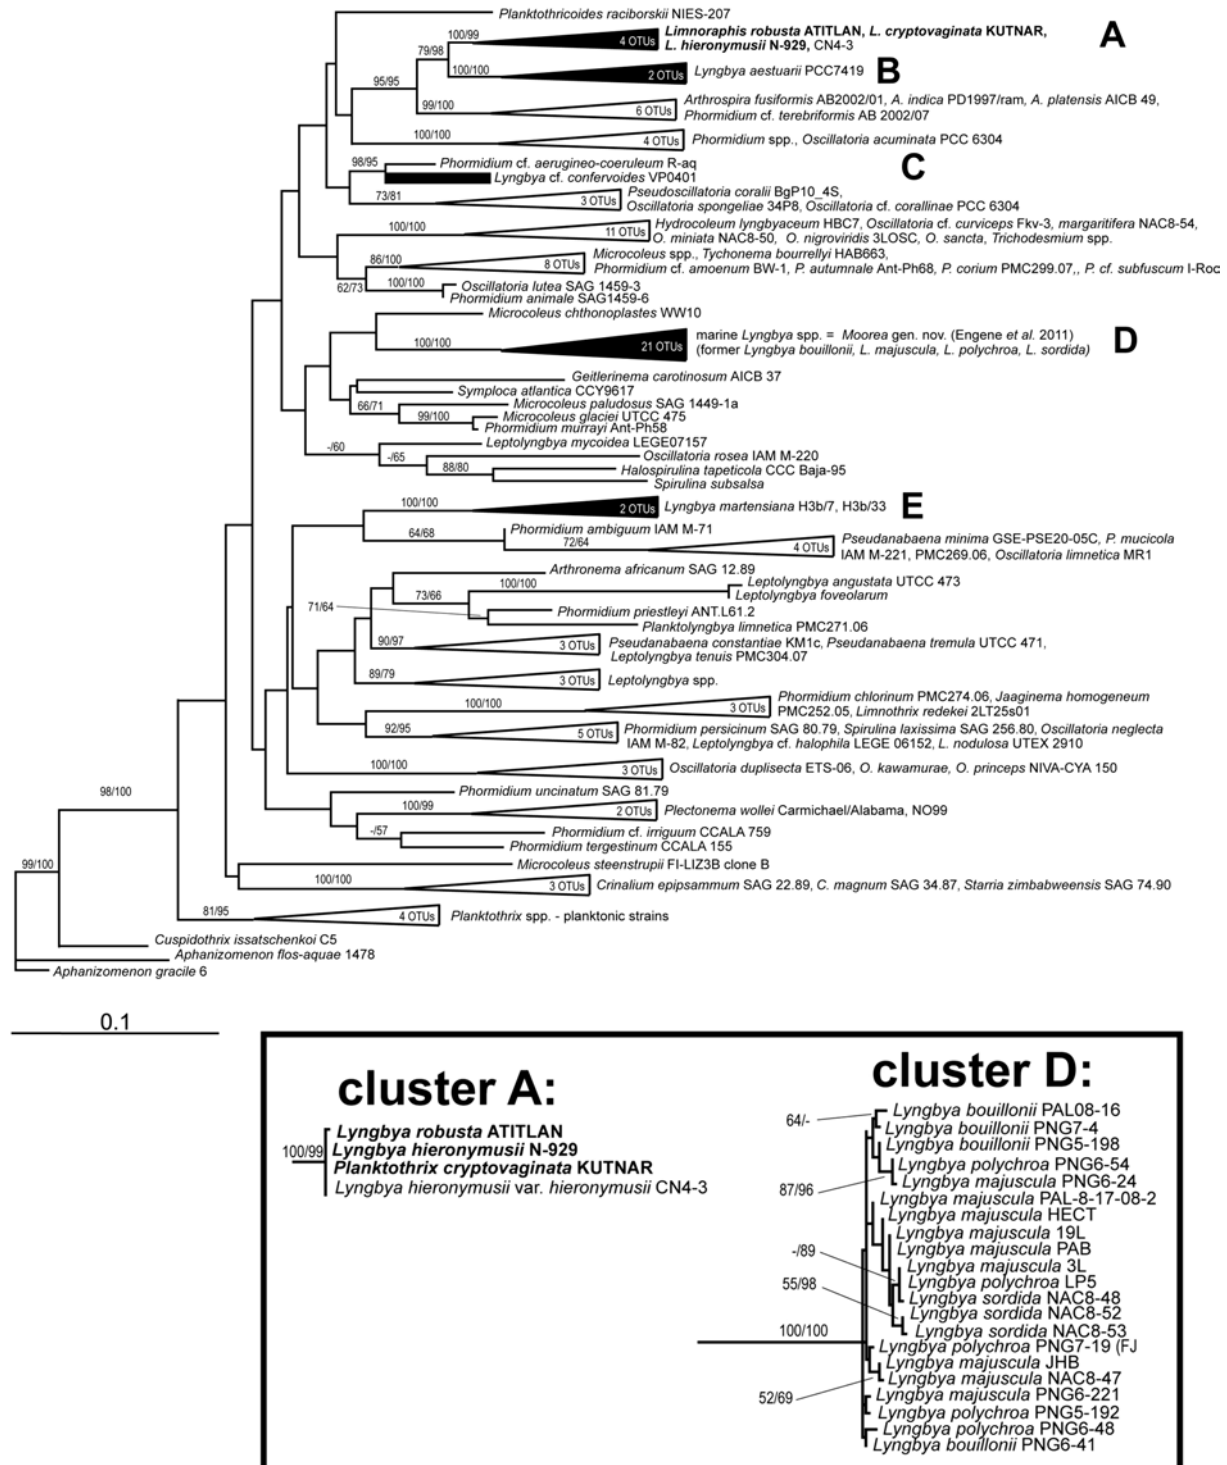 Planktothricoides raciborskii NIES-207
100/99
4 OTUs
Limnoraphis robusta ATITLAN, L. cryptovaginata KUTNAR,
L. hieronymusii N-929, CN4-3
A
79/98
100/100
2 OTUs
Lyngbya aestuarii PCC7419
B
95/95
99/100
6 OTUs
Arthrospira fusiformis AB2002/01, A. indica PD1997/ram, A. platensis AICB 49,
Phormidium cf. terebriformis AB 2002/07
100/100
4 OTUs
Phormidium spp., Oscillatoria acuminata PCC 6304
98/95
Phormidium cf. aerugineo-coeruleum R-aq
Lyngbya cf. confervoides VP0401
C
73/81
3 OTUs
Pseudoscillatoria coralii BgP10_4S,
Oscillatoria spongeliae 34P8, Oscillatoria cf. corallinae PCC 6304
100/100
11 OTUs
Hydrocoleum lyngbyaceum HBC7, Oscillatoria cf. curviceps Fkv-3, margaritifera NAC8-54,
O. miniata NAC8-50, O. nigroviridis 3LOSC, O. sancta, Trichodesmium spp.
86/100
8 OTUs
Microcoleus spp., Tychonema bourrellyi HAB663,
Phormidium cf. amoenum BW-1, P. autumnale Ant-Ph68, P. corium PMC299.07,, P. cf. subfuscum I-Roc
62/73
100/100
Oscillatoria lutea SAG 1459-3
Phormidium animale SAG1459-6
Microcoleus chthonoplastes WW10
100/100
21 OTUs
marine Lyngbya spp. = Moorea gen. nov. (Engene et al. 2011)
(former Lyngbya bouillonii, L. majuscula, L. polychroa, L. sordida)
D
Geitlerinema carotinosum AICB 37
Symploca atlantica CCY9617
66/71
Microcoleus paludosus SAG 1449-1a
99/100
Microcoleus glaciei UTCC 475
Phormidium murrayi Ant-Ph58
-/60
Leptolyngbya mycoidea LEGE07157
-/65
Oscillatoria rosea IAM M-220
88/80
Halospirulina tapeticola CCC Baja-95
Spirulina subsalsa
100/100
2 OTUs
Lyngbya martensiana H3b/7, H3b/33
E
64/68
Phormidium ambiguum IAM M-71
72/64
4 OTUs
Pseudanabaena minima GSE-PSE20-05C, P. mucicola
IAM M-221, PMC269.06, Oscillatoria limnetica MR1
Arthronema africanum SAG 12.89
73/66
100/100
Leptolyngbya angustata UTCC 473
Leptolyngbya foveolarum
71/64
Phormidium priestleyi ANT.L61.2
Planktolyngbya limnetica PMC271.06
90/97
3 OTUs
Pseudanabaena constantiae KM1c, Pseudanabaena tremula UTCC 471,
Leptolyngbya tenuis PMC304.07
89/79
3 OTUs
Leptolyngbya spp.
100/100
3 OTUs
Phormidium chlorinum PMC274.06, Jaaginema homogeneum
PMC252.05, Limnothrix redekei 2LT25s01
92/95
5 OTUs
Phormidium persicinum SAG 80.79, Spirulina laxissima SAG 256.80, Oscillatoria neglecta
IAM M-82, Leptolyngbya cf. halophila LEGE 06152, L. nodulosa UTEX 2910
100/100
3 OTUs
Oscillatoria duplisecta ETS-06, O. kawamurae, O. princeps NIVA-CYA 150
Phormidium uncinatum SAG 81.79
100/99
2 OTUs
Plectonema wollei Carmichael/Alabama, NO99
-/57
Phormidium cf. irriguum CCALA 759
Phormidium tergestinum CCALA 155
98/100
Microcoleus steenstrupii FI-LIZ3B clone B
100/100
3 OTUs
Crinalium epipsammum SAG 22.89, C. magnum SAG 34.87, Starria zimbabweensis SAG 74.90
99/100
81/95
4 OTUs
Planktothrix spp. - planktonic strains
Cuspidothrix issatschenkoi C5
Aphanizomenon flos-aquae 1478
Aphanizomenon gracile 6
0.1
cluster A:
100/99
Lyngbya robusta ATITLAN
Lyngbya hieronymusii N-929
Planktothrix cryptovaginata KUTNAR
Lyngbya hieronymusii var. hieronymusii CN4-3
cluster D:
64/-
Lyngbya bouillonii PAL08-16
Lyngbya bouillonii PNG7-4
Lyngbya bouillonii PNG5-198
Lyngbya polychroa PNG6-54
87/96
Lyngbya majuscula PNG6-24
Lyngbya majuscula PAL-8-17-08-2
Lyngbya majuscula HECT
Lyngbya majuscula 19L
-/89
Lyngbya majuscula PAB
Lyngbya majuscula 3L
55/98
Lyngbya polychroa LP5
Lyngbya sordida NAC8-48
Lyngbya sordida NAC8-52
100/100
Lyngbya sordida NAC8-53
Lyngbya polychroa PNG7-19 (FJ
Lyngbya majuscula JHB
52/69
Lyngbya majuscula NAC8-47
Lyngbya majuscula PNG6-221
Lyngbya polychroa PNG5-192
Lyngbya polychroa PNG6-48
Lyngbya bouillonii PNG6-41